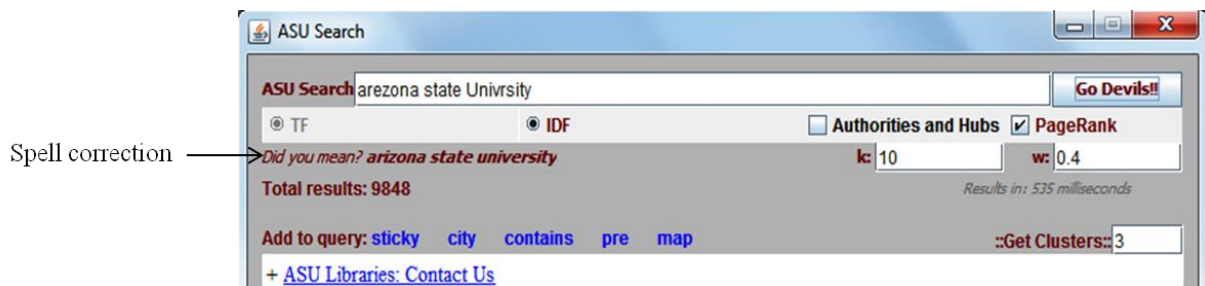 ASU Search
ASU Search arezona state Univrsity Go Devils!!
TF IDF Authorities and Hubs PageRank
Spell correction Did you mean? arizona state university k: 10 w: 0.4
Total results: 9848 Results in: 535 milliseconds
Add to query: sticky city contains pre map ::Get Clusters:: 3
+ ASU Libraries: Contact Us